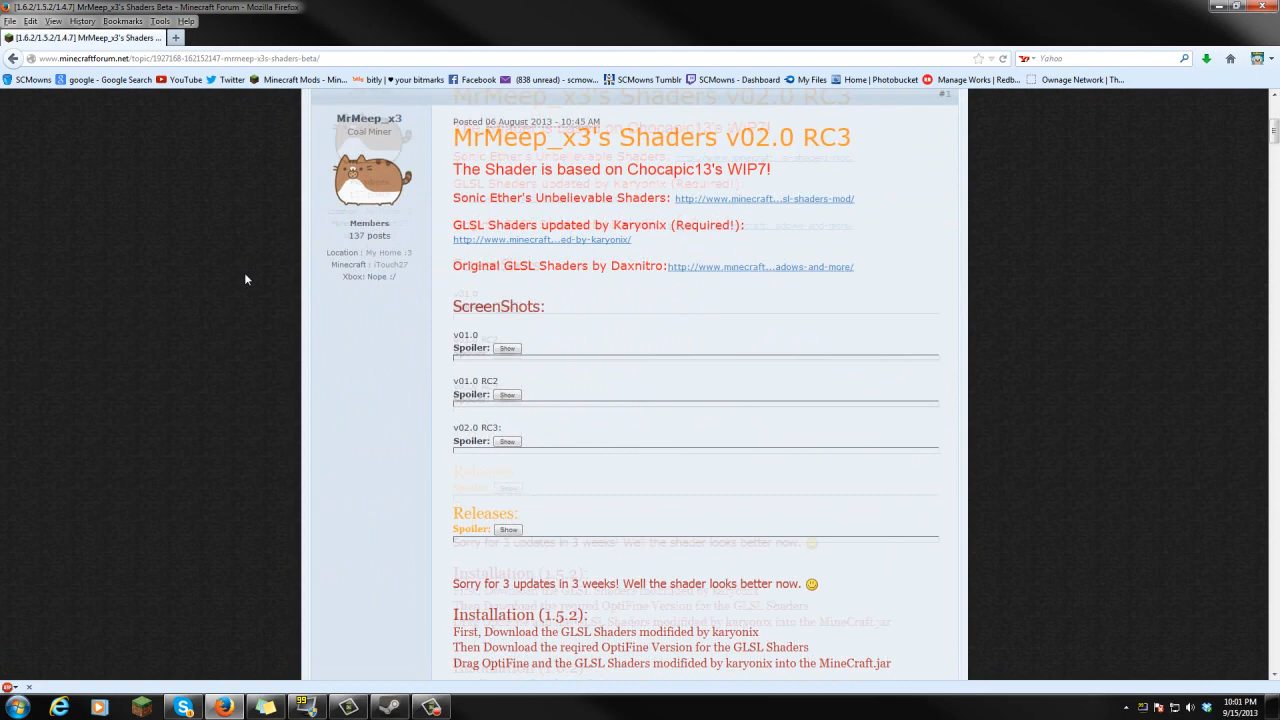 [1.6.2/1.5.2/1.4.7] MrMeep_x3's Shaders Beta - Minecraft Forum - Mozilla Firefox
File Edit View History Bookmarks Tools Help
[1.6.2/1.5.2/1.4.7] MrMeep_x3's Shaders ...
www.minecraftforum.net/topic/1927168-162152147-mrmeep-x3s-shaders-beta/
Yahoo
SCMowns google - Google Search YouTube Twitter Minecraft Mods - Min... bitly | ♥ your bitmarks Facebook (838 unread) - scmow... SCMowns Tumblr SCMowns - Dashboard My Files Home | Photobucket Manage Works | Redb... Ownage Network | Th...
#1
MrMeep_x3
Coal Miner
Members
137 posts
Location : My Home :3
Minecraft : iTouch27
Xbox: Nope :/
Posted 06 August 2013 - 10:45 AM
MrMeep_x3's Shaders v02.0 RC3
The Shader is based on Chocapic13's WIP7!
Sonic Ether's Unbelievable Shaders: http://www.minecraft...sl-shaders-mod/
GLSL Shaders updated by Karyonix (Required!):
http://www.minecraft...ed-by-karyonix/
Original GLSL Shaders by Daxnitro:http://www.minecraft...adows-and-more/
ScreenShots:
v01.0
Spoiler: Show
v01.0 RC2
Spoiler: Show
v02.0 RC3:
Spoiler: Show
Releases:
Spoiler: Show
Sorry for 3 updates in 3 weeks! Well the shader looks better now.
Installation (1.5.2):
First, Download the GLSL Shaders modifided by karyonix
Then Download the reqired OptiFine Version for the GLSL Shaders
Drag OptiFine and the GLSL Shaders modifided by karyonix into the MineCraft.jar
99
10:01 PM
9/15/2013